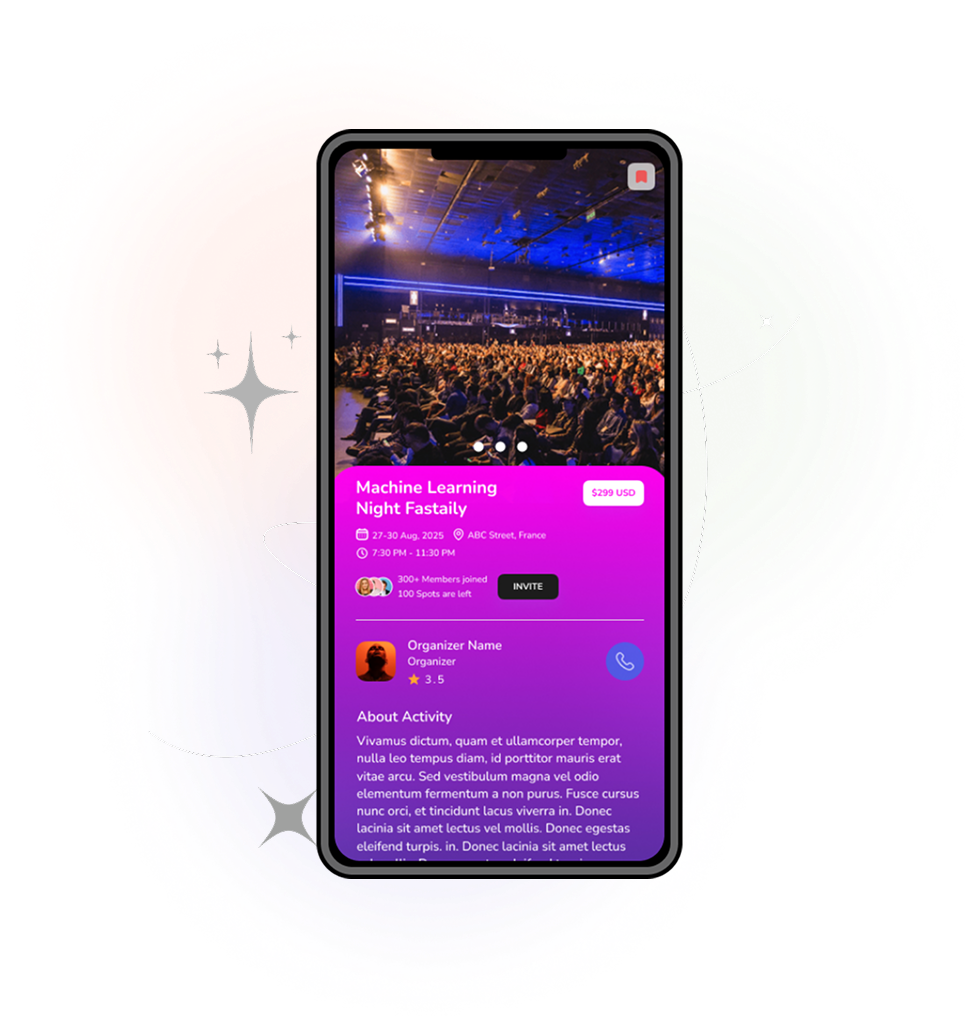 Machine Learning
Night Fastaily
$299 USD
27-30 Aug, 2025 ABC Street, France
7:30 PM - 11:30 PM
300+ Members joined
100 Spots are left
INVITE
Organizer Name
Organizer
3.5
About Activity
Vivamus dictum, quam et ullamcorper tempor,
nulla leo tempus diam, id porttitor mauris erat
vitae arcu. Sed vestibulum magna vel odio
elementum fermentum a non purus. Fusce cursus
nunc orci, et tincidunt lacus viverra in. Donec
lacinia sit amet lectus vel mollis. Donec egestas
eleifend turpis. in. Donec lacinia sit amet lectus